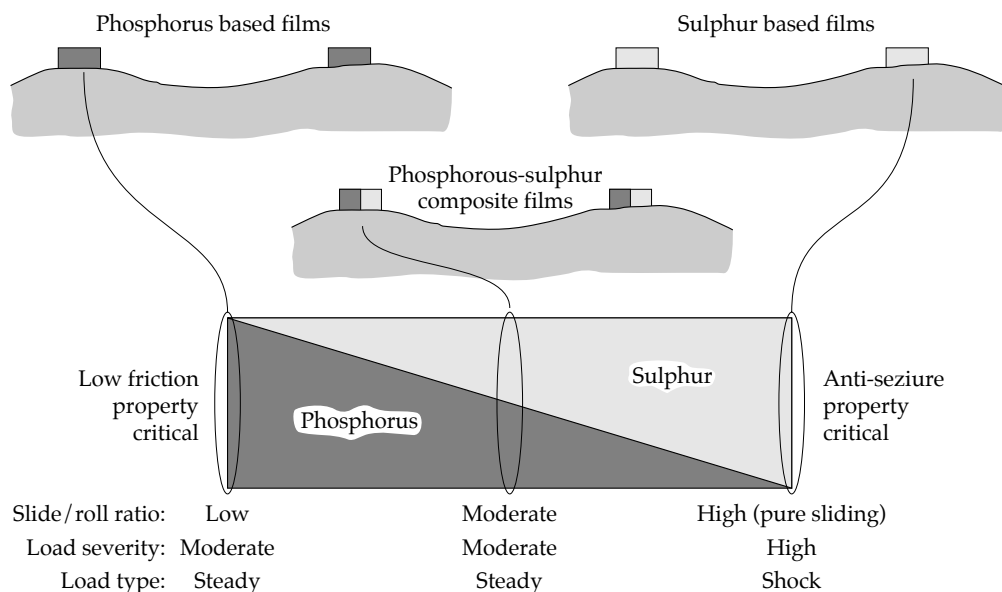 Phosphorus based films
Sulphur based films
Phosphorous-sulphur
composite films
Low friction
property
critical
Phosphorus
Sulphur
Anti-seziure
property
critical
Slide/roll ratio: Low Moderate High (pure sliding)
Load severity: Moderate Moderate High
Load type: Steady Steady Shock